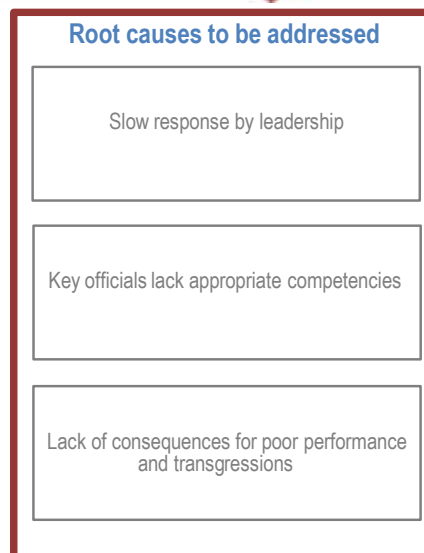 Root causes to be addressed
Slow response by leadership
Key officials lack appropriate competencies
Lack of consequences for poor performance
and transgressions